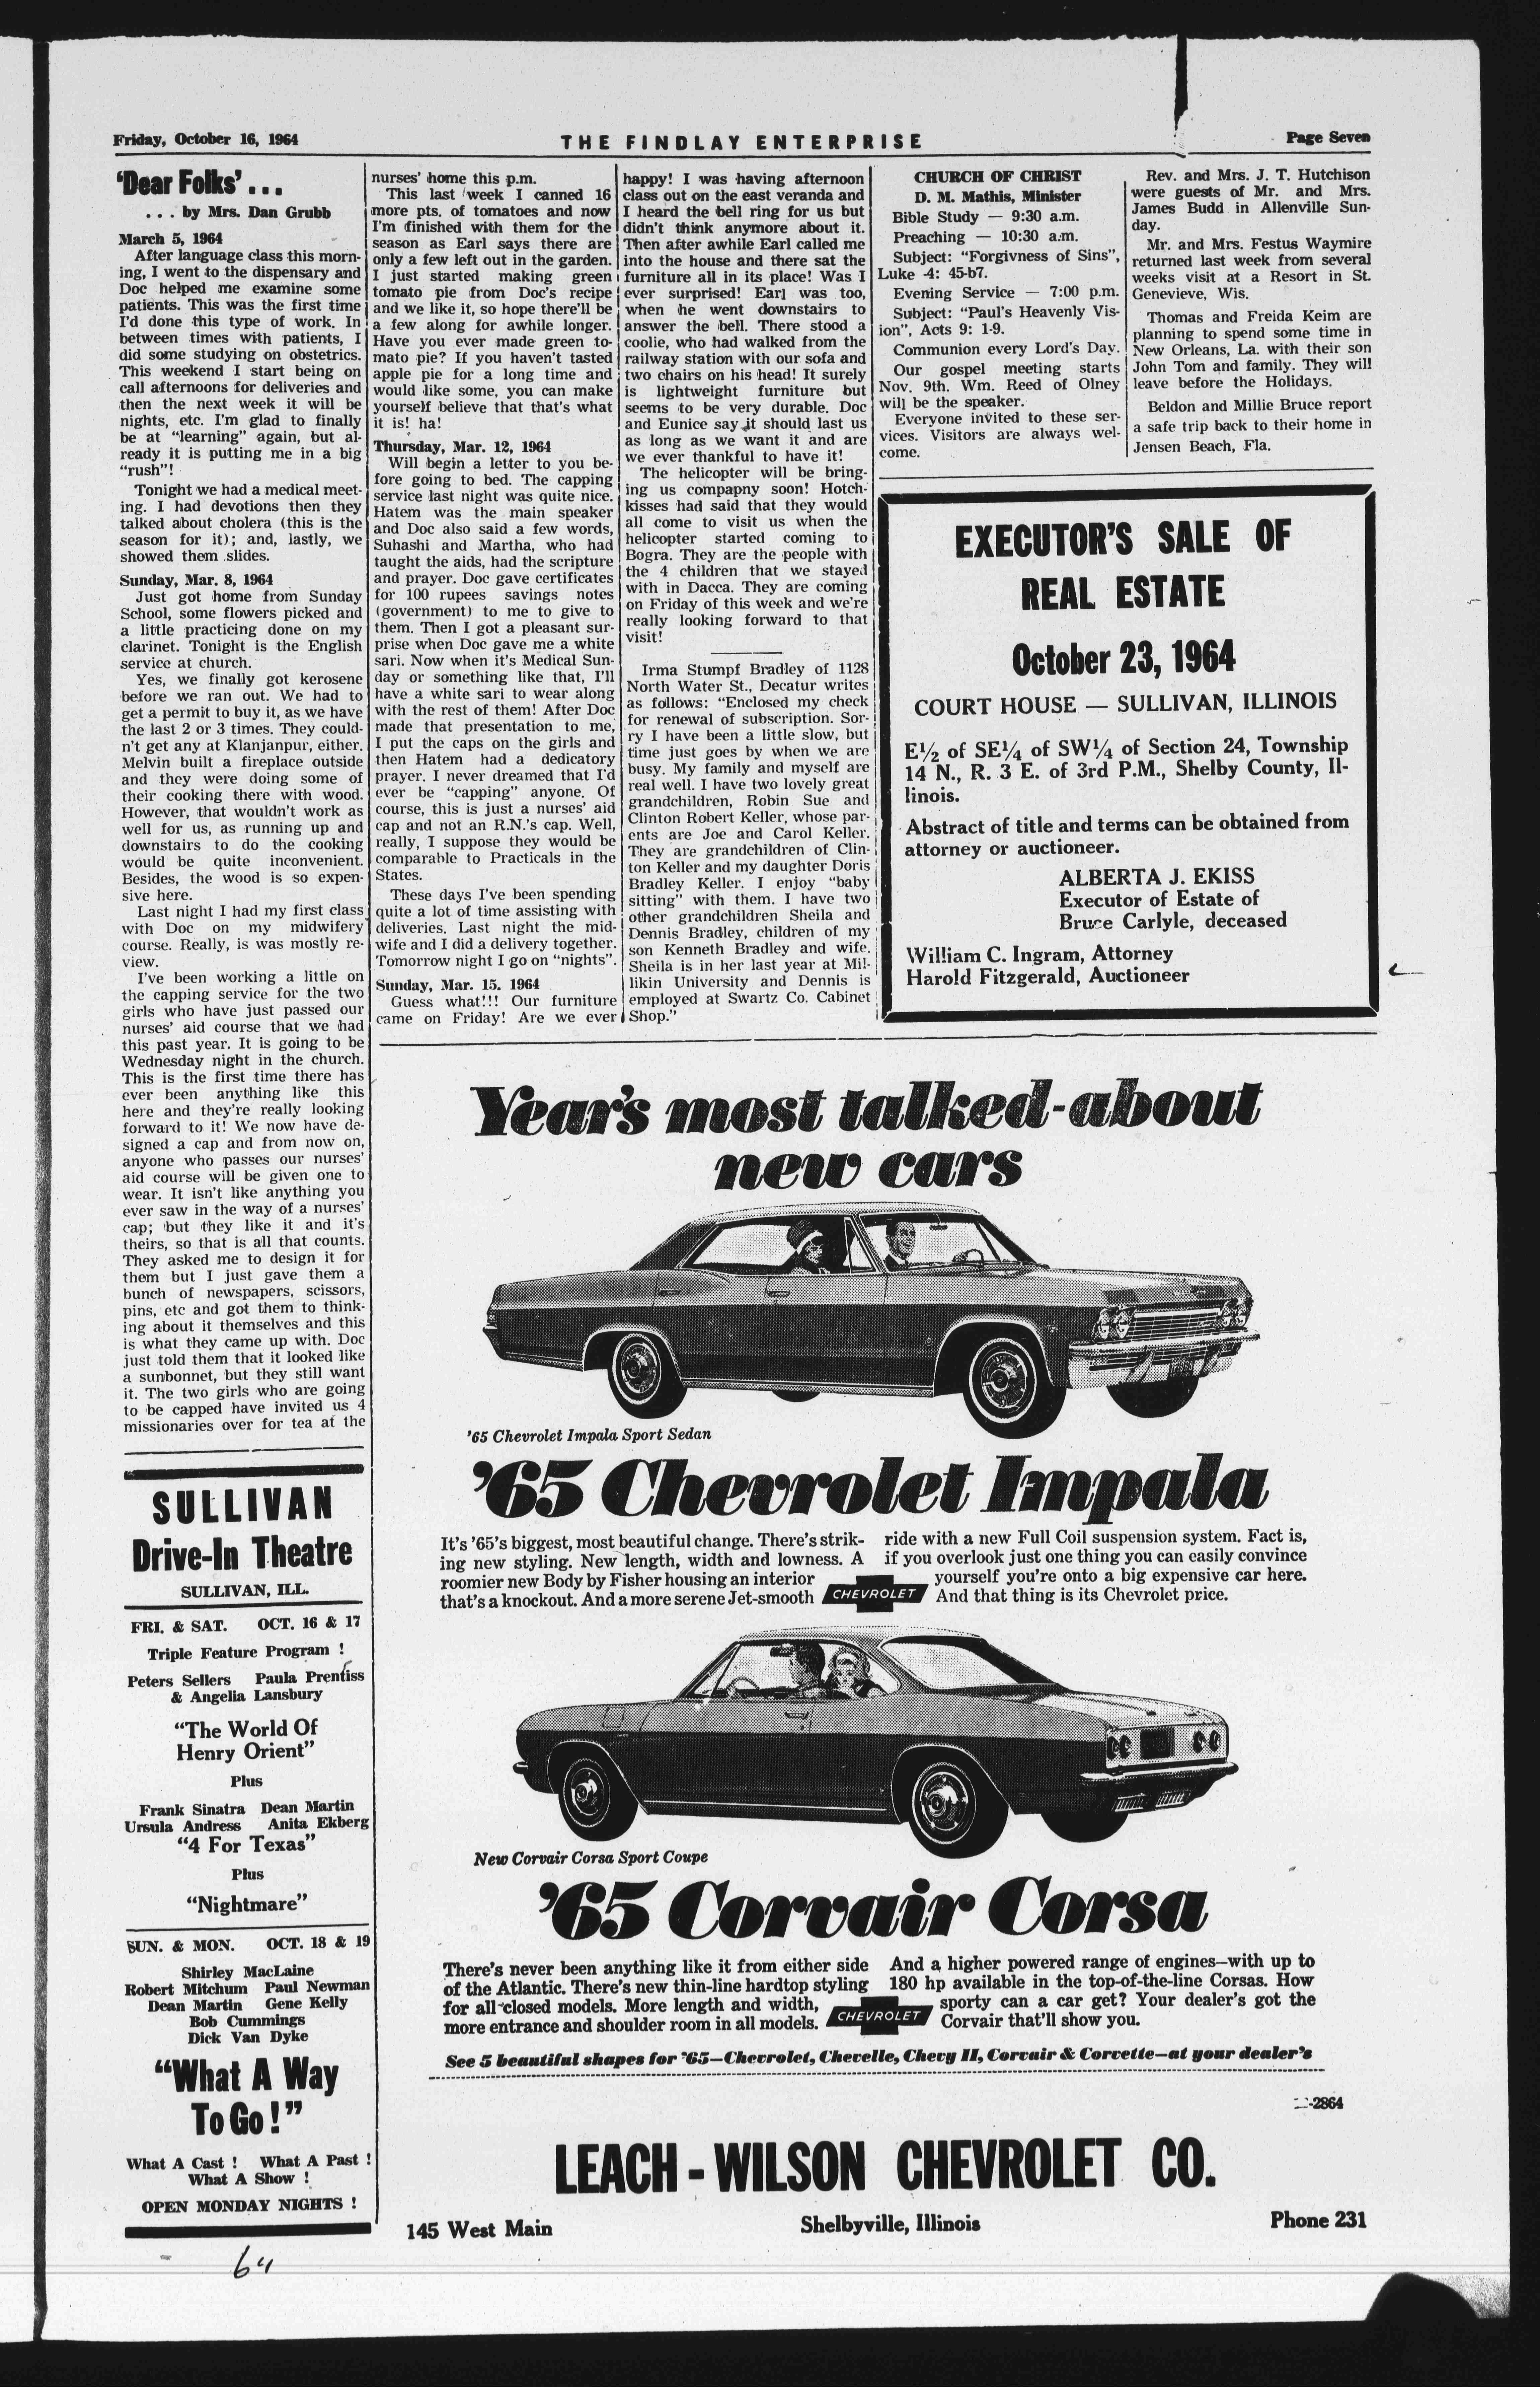 Friday, October 16, 1964
THE FINDLAY ENTERPRISE
Page Seven
'Dear Folks' . . .
. . . by Mrs. Dan Grubb
March 5, 1964
After language class this morn-
ing, I went to the dispensary and
Doc helped me examine some
patients. This was the first time
I'd done this type of work. In
between times with patients, I
did some studying on obstetrics.
This weekend I start being on
call afternoons for deliveries and
then the next week it will be
nights, etc. I'm glad to finally
be at "learning" again, but al-
ready it is putting me in a big
"rush"!
Tonight we had a medical meet-
ing. I had devotions then they
talked about cholera (this is the
season for it); and, lastly, we
showed them slides.
Sunday, Mar. 8, 1964
Just got home from Sunday
School, some flowers picked and
a little practicing done on my
clarinet. Tonight is the English
service at church.
Yes, we finally got kerosene
before we ran out. We had to
get a permit to buy it, as we have
the last 2 or 3 times. They could-
n't get any at Klanjanpur, either.
Melvin built a fireplace outside
and they were doing some of
their cooking there with wood.
However, that wouldn't work as
well for us, as running up and
downstairs to do the cooking
would be quite inconvenient.
Besides, the wood is so expen-
sive here.
Last night I had my first class
with Doc on my midwifery
course. Really, is was mostly re-
view.
I've been working a little on
the capping service for the two
girls who have just passed our
nurses' aid course that we had
this past year. It is going to be
Wednesday night in the church.
This is the first time there has
ever been anything like this
here and they're really looking
forward to it! We now have de-
signed a cap and from now on,
anyone who passes our nurses'
aid course will be given one to
wear. It isn't like anything you
ever saw in the way of a nurses'
cap; but they like it and it's
theirs, so that is all that counts.
They asked me to design it for
them but I just gave them a
bunch of newspapers, scissors,
pins, etc and got them to think-
ing about it themselves and this
is what they came up with. Doc
just told them that it looked like
a sunbonnet, but they still want
it. The two girls who are going
to be capped have invited us 4
missionaries over for tea at the
nurses' home this p.m.
This last week I canned 16
more pts. of tomatoes and now
I'm finished with them for the
season as Earl says there are
only a few left out in the garden.
I just started making green
tomato pie from Doc's recipe
and we like it, so hope there'll be
a few along for awhile longer.
Have you ever made green to-
mato pie? If you haven't tasted
apple pie for a long time and
would like some, you can make
yourself believe that that's what
it is! ha!
Thursday, Mar. 12, 1964
Will begin a letter to you be-
fore going to bed. The capping
service last night was quite nice.
Hatem was the main speaker
and Doc also said a few words,
Suhashi and Martha, who had
taught the aids, had the scripture
and prayer. Doc gave certificates
for 100 rupees savings notes
(government) to me to give to
them. Then I got a pleasant sur-
prise when Doc gave me a white
sari. Now when it's Medical Sun-
day or something like that, I'll
have a white sari to wear along
with the rest of them! After Doc
made that presentation to me,
I put the caps on the girls and
then Hatem had a dedicatory
prayer. I never dreamed that I'd
ever be "capping" anyone. Of
course, this is just a nurses' aid
cap and not an R.N.'s cap. Well,
really, I suppose they would be
comparable to Practicals in the
States.
These days I've been spending
quite a lot of time assisting with
deliveries. Last night the mid-
wife and I did a delivery together.
Tomorrow night I go on "nights".
Sunday, Mar. 15. 1964
Guess what!!! Our furniture
came on Friday! Are we ever
happy! I was having afternoon
class out on the east veranda and
I heard the bell ring for us but
didn't think anymore about it.
Then after awhile Earl called me
into the house and there sat the
furniture all in its place! Was I
ever surprised! Earl was too,
when he went downstairs to
answer the bell. There stood a
coolie, who had walked from the
railway station with our sofa and
two chairs on his head! It surely
is lightweight furniture but
seems to be very durable. Doc
and Eunice say it should last us
as long as we want it and are
we ever thankful to have it!
The helicopter will be bring-
ing us compapny soon! Hotch-
kisses had said that they would
all come to visit us when the
helicopter started coming to
Bogra. They are the people with
the 4 children that we stayed
with in Dacca. They are coming
on Friday of this week and we're
really looking forward to that
visit!
Irma Stumpf Bradley of 1128
North Water St., Decatur writes
as follows: "Enclosed my check
for renewal of subscription. Sor-
ry I have been a little slow, but
time just goes by when we are
busy. My family and myself are
real well. I have two lovely great
grandchildren, Robin Sue and
Clinton Robert Keller, whose par-
ents are Joe and Carol Keller.
They are grandchildren of Clin-
ton Keller and my daughter Doris
Bradley Keller. I enjoy "baby
sitting" with them. I have two
other grandchildren Sheila and
Dennis Bradley, children of my
son Kenneth Bradley and wife.
Sheila is in her last year at Mil-
likin University and Dennis is
employed at Swartz Co. Cabinet
Shop."
CHURCH OF CHRIST
D. M. Mathis, Minister
Bible Study — 9:30 a.m.
Preaching — 10:30 a.m.
Subject: "Forgivness of Sins",
Luke -4: 45-b7.
Evening Service — 7:00 p.m.
Subject: "Paul's Heavenly Vis-
ion", Acts 9: 1-9.
Communion every Lord's Day.
Our gospel meeting starts
Nov. 9th. Wm. Reed of Olney
will be the speaker.
Everyone invited to these ser-
vices. Visitors are always wel-
come.
Rev. and Mrs. J. T. Hutchison
were guests of Mr. and Mrs.
James Budd in Allenville Sun-
day.
Mr. and Mrs. Festus Waymire
returned last week from several
weeks visit at a Resort in St.
Genevieve, Wis.
Thomas and Freida Keim are
planning to spend some time in
New Orleans, La. with their son
John Tom and family. They will
leave before the Holidays.
Beldon and Millie Bruce report
a safe trip back to their home in
Jensen Beach, Fla.
EXECUTOR'S SALE OF
REAL ESTATE
October 23, 1964
COURT HOUSE — SULLIVAN, ILLINOIS
E½ of SE¼ of SW¼ of Section 24, Township
14 N., R. 3 E. of 3rd P.M., Shelby County, Il-
linois.
Abstract of title and terms can be obtained from
attorney or auctioneer.
ALBERTA J. EKISS
Executor of Estate of
Bruce Carlyle, deceased
William C. Ingram, Attorney
Harold Fitzgerald, Auctioneer
SULLIVAN
Drive-In Theatre
SULLIVAN, ILL.
FRI. & SAT. OCT. 16 & 17
Triple Feature Program !
Peters Sellers Paula Prentiss
& Angelia Lansbury
"The World Of
Henry Orient"
Plus
Frank Sinatra Dean Martin
Ursula Andress Anita Ekberg
"4 For Texas"
Plus
"Nightmare"
SUN. & MON. OCT. 18 & 19
Shirley MacLaine
Robert Mitchum Paul Newman
Dean Martin Gene Kelly
Bob Cummings
Dick Van Dyke
"What A Way
To Go!"
What A Cast ! What A Past !
What A Show !
OPEN MONDAY NIGHTS !
64
Year's most talked-about
new cars
'65 Chevrolet Impala Sport Sedan
'65 Chevrolet Impala
It's '65's biggest, most beautiful change. There's strik-
ing new styling. New length, width and lowness. A
roomier new Body by Fisher housing an interior
that's a knockout. And a more serene Jet-smooth
CHEVROLET
ride with a new Full Coil suspension system. Fact is,
if you overlook just one thing you can easily convince
yourself you're onto a big expensive car here.
And that thing is its Chevrolet price.
New Corvair Corsa Sport Coupe
'65 Corvair Corsa
There's never been anything like it from either side
of the Atlantic. There's new thin-line hardtop styling
for all closed models. More length and width,
more entrance and shoulder room in all models.
CHEVROLET
And a higher powered range of engines—with up to
180 hp available in the top-of-the-line Corsas. How
sporty can a car get? Your dealer's got the
Corvair that'll show you.
See 5 beautiful shapes for '65—Chevrolet, Chevelle, Chevy II, Corvair & Corvette—at your dealer's
-2864
LEACH - WILSON CHEVROLET CO.
145 West Main
Shelbyville, Illinois
Phone 231